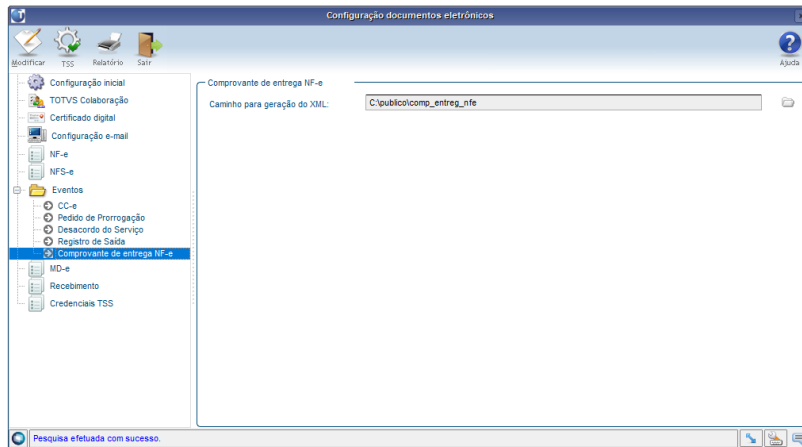 Configuração documentos eletrônicos
Modificar TSS Relatório Sair Ajuda
Configuração inicial
TOTVS Colaboração
Certificado digital
Configuração e-mail
NF-e
NFS-e
Eventos
CC-e
Pedido de Prorrogação
Desacordo do Serviço
Registro de Saída
Comprovante de entrega NF-e
MD-e
Recebimento
Credenciais TSS
Comprovante de entrega NF-e
Caminho para geração do XML: C:\publico\comp_entreg_nfe
Pesquisa efetuada com sucesso.